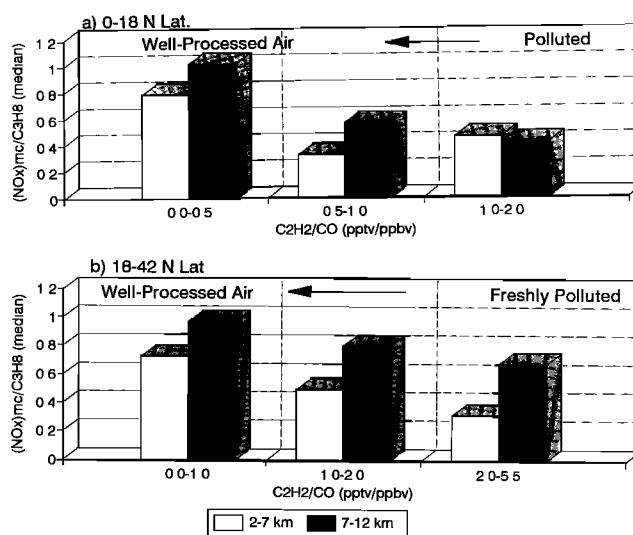 a) 0-18 N Lat.
Well-Processed Air
Polluted
(NOx)mc/C3H8 (median)
1 2
1
0 8
0 6
0 4
0 2
0
0 0-0 5
0 5-1 0
1 0-2 0
C2H2/CO (pptv/ppbv)
b) 18-42 N Lat
Well-Processed Air
Freshly Polluted
(NOx)mc/C3H8 (median)
1 2
1
0 8
0 6
0 4
0 2
0
0 0-1 0
1 0-2 0
2 0-5 5
C2H2/CO (pptv/ppbv)
2-7 km
7-12 km